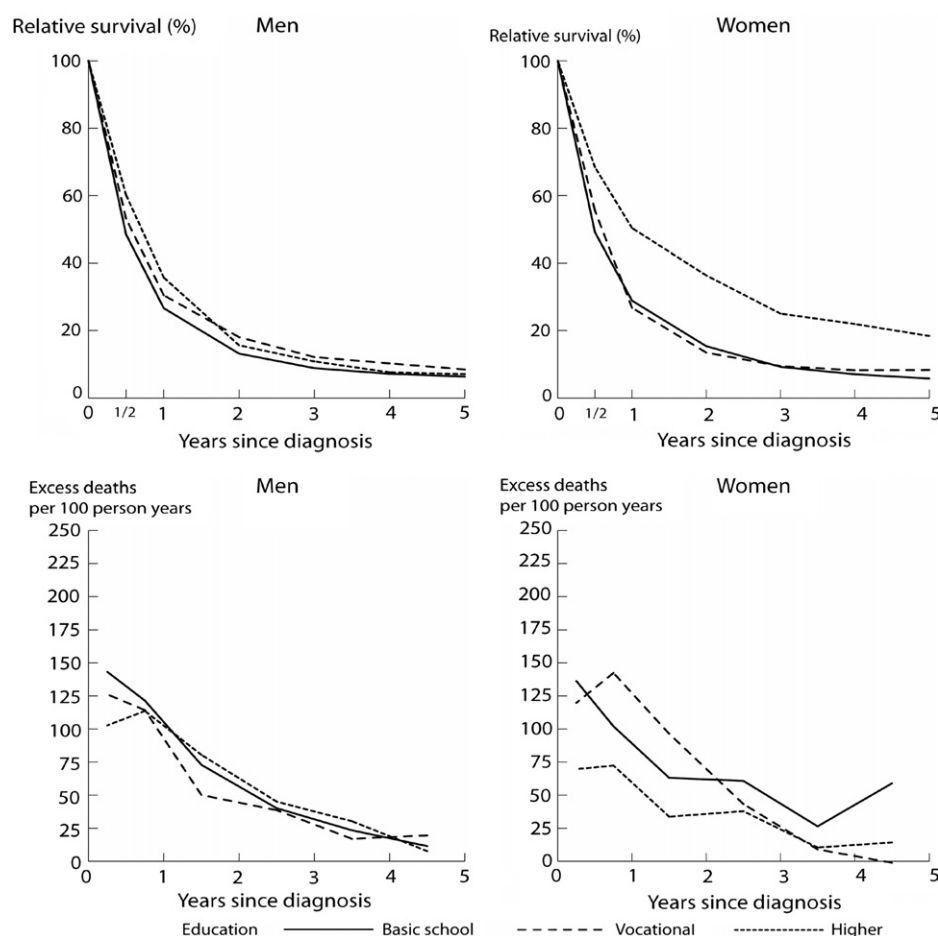 Relative survival (%) Men
100
80
60
40
20
0
0 1/2 1 2 3 4 5
Years since diagnosis
Women
Relative survival (%)
100
80
60
40
20
0
0 1/2 1 2 3 4 5
Years since diagnosis
Excess deaths
per 100 person years
Men
250
225
200
175
150
125
100
75
50
25
0
0 1 2 3 4 5
Years since diagnosis
Excess deaths
per 100 person years
Women
250
225
200
175
150
125
100
75
50
25
0
0 1 2 3 4 5
Years since diagnosis
Education Basic school Vocational Higher